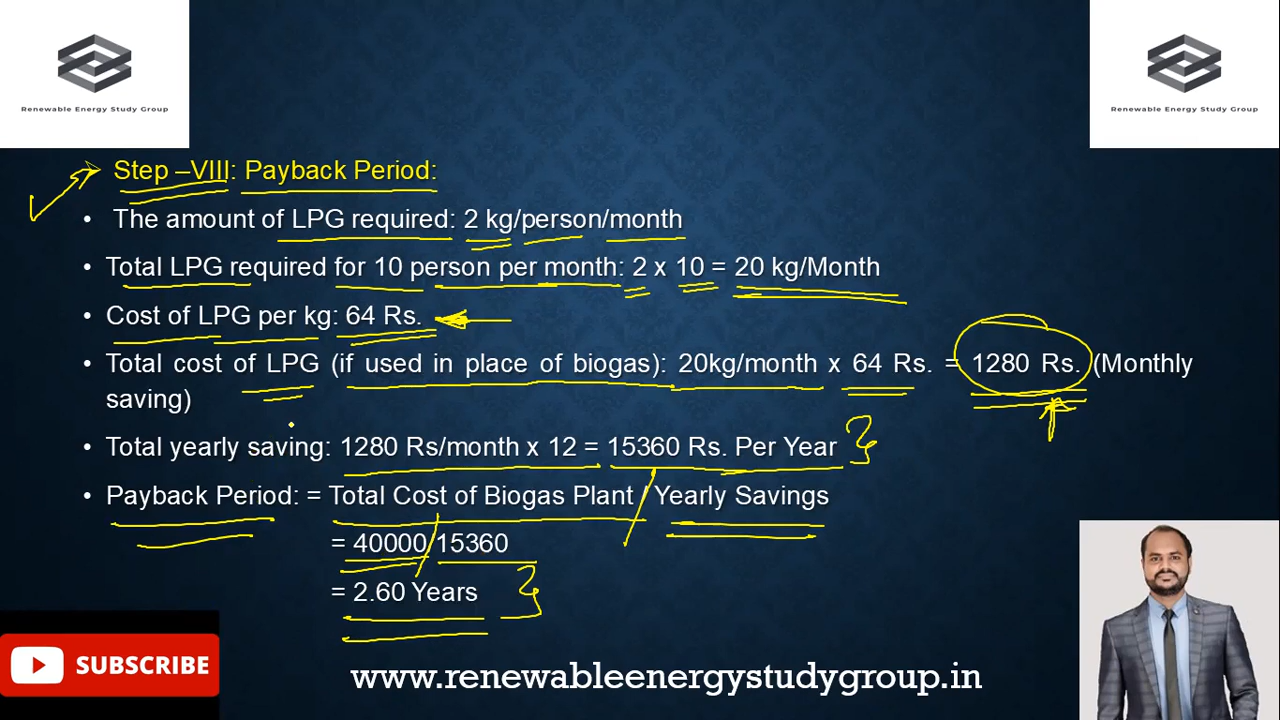 Renewable Energy Study Group
Renewable Energy Study Group
Step –VIII: Payback Period:
• The amount of LPG required: 2 kg/person/month
• Total LPG required for 10 person per month: 2 x 10 = 20 kg/Month
• Cost of LPG per kg: 64 Rs.
• Total cost of LPG (if used in place of biogas): 20kg/month x 64 Rs. = 1280 Rs. (Monthly
saving)
• Total yearly saving: 1280 Rs/month x 12 = 15360 Rs. Per Year
• Payback Period: = Total Cost of Biogas Plant / Yearly Savings
= 40000/15360
= 2.60 Years
SUBSCRIBE
www.renewableenergystudygroup.in